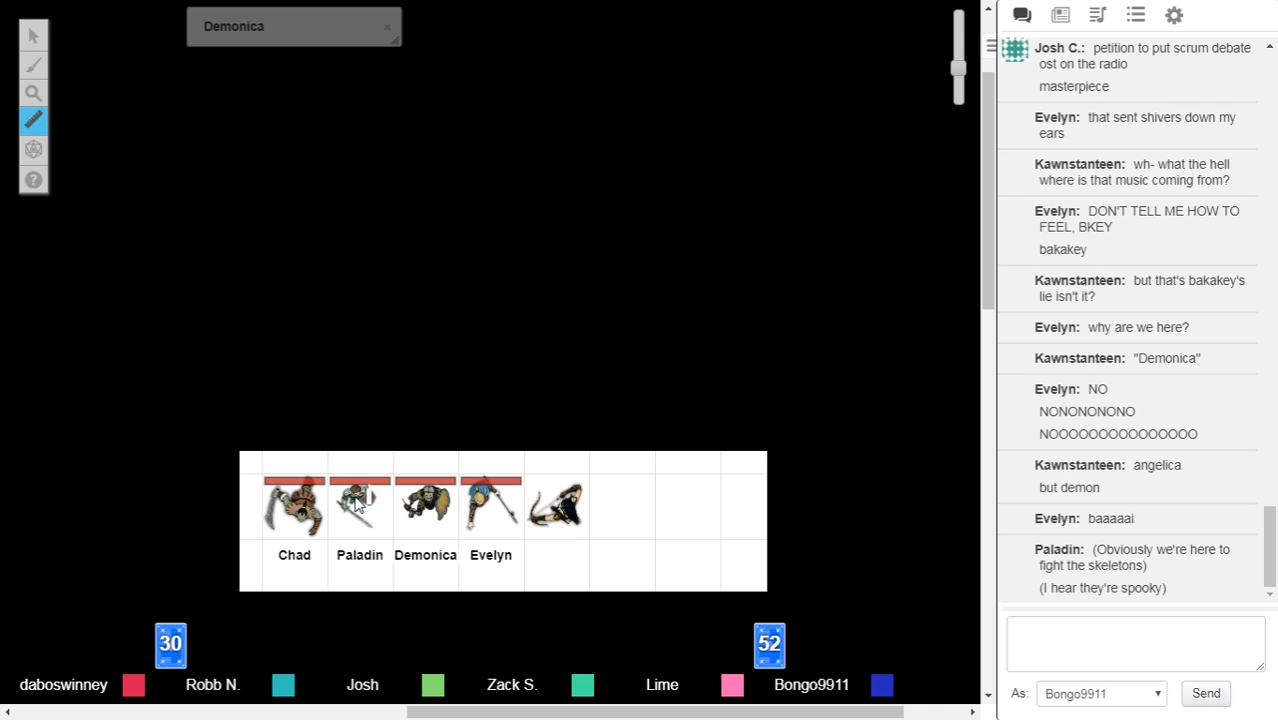 Demonica
Josh C.: petition to put scrum debate
ost on the radio
masterpiece
Evelyn: that sent shivers down my
ears
Kawnstanteen: wh- what the hell
where is that music coming from?
Evelyn: DON'T TELL ME HOW TO
FEEL, BKEY
bakakey
Kawnstanteen: but that's bakakey's
lie isn't it?
Evelyn: why are we here?
Kawnstanteen: "Demonica"
Evelyn: NO
NONONONONO
NOOOOOOOOOOOOOOO
Kawnstanteen: angelica
but demon
Evelyn: baaaaai
Paladin: (Obviously we're here to
fight the skeletons)
(I hear they're spooky)
Chad Paladin Demonica Evelyn
30 52
daboswinney Robb N. Josh Zack S. Lime Bongo9911
As: Bongo9911 Send